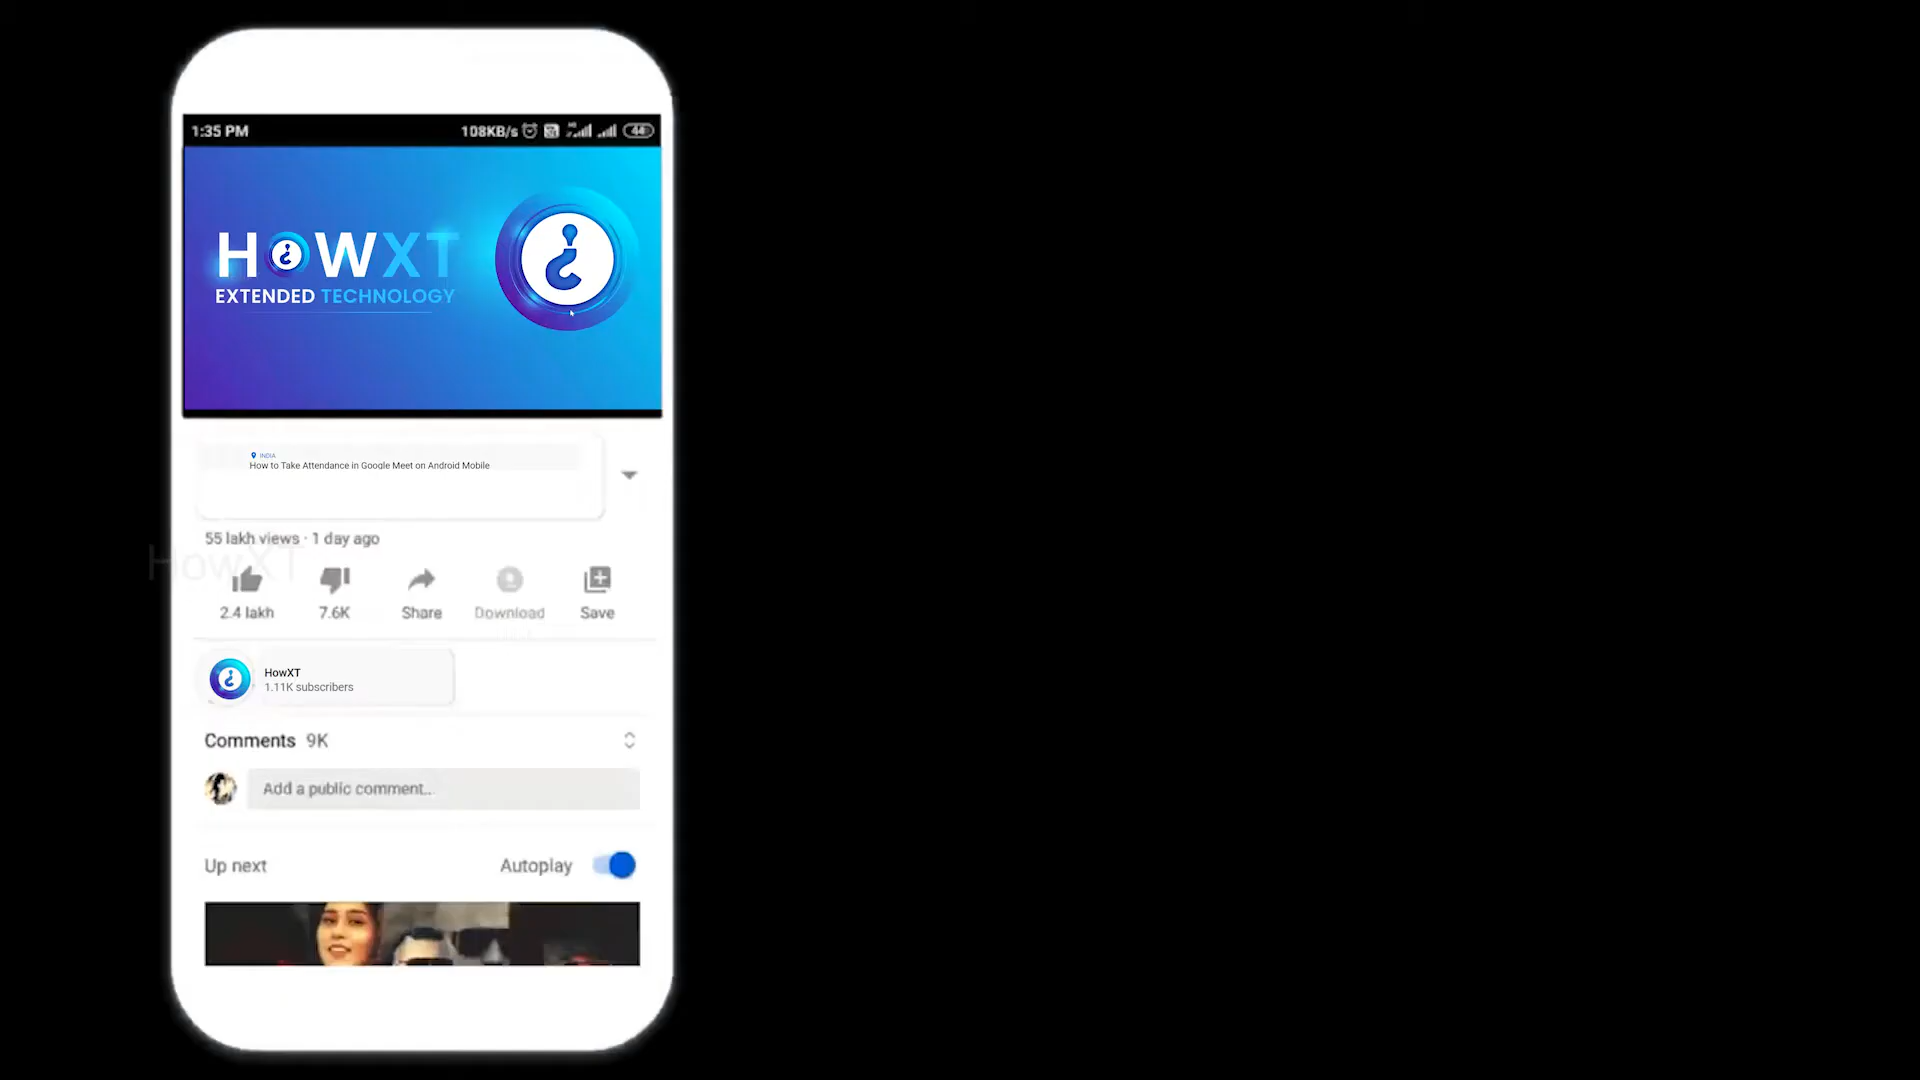 1:35 PM 108KB/s 44
HOWXT
EXTENDED TECHNOLOGY
INDIA
How to Take Attendance in Google Meet on Android Mobile
55 lakh views · 1 day ago
HowXT
2.4 lakh 7.6K Share Download Save
HowXT
1.11K subscribers
Comments 9K
Add a public comment...
Up next Autoplay